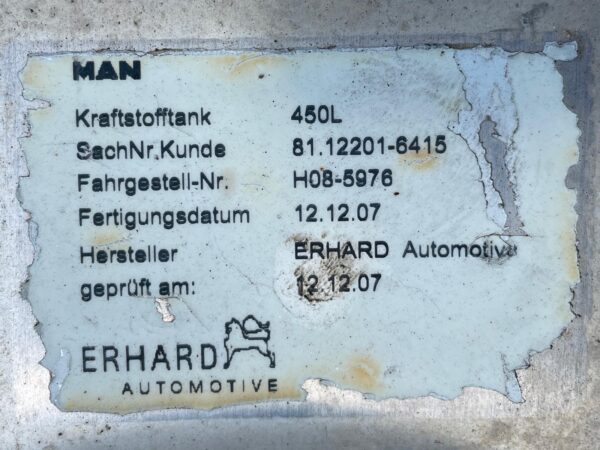 MAN
Kraftstofftank 450L
SachNr.Kunde 81.12201-6415
Fahrgestell-Nr. H08-5976
Fertigungsdatum 12.12.07
Hersteller ERHARD Automotive
geprüft am: 12.12.07
ERHARD
AUTOMOTIVE